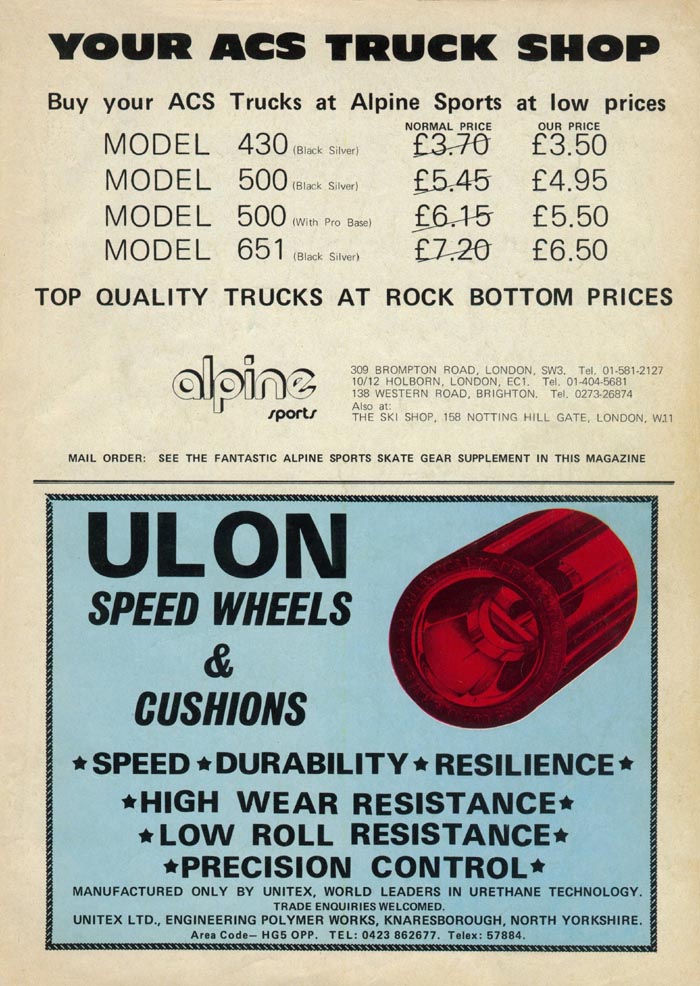 YOUR ACS TRUCK SHOP
Buy your ACS Trucks at Alpine Sports at low prices
NORMAL PRICE OUR PRICE
MODEL 430 (Black Silver) £3.70 £3.50
MODEL 500 (Black Silver) £5.45 £4.95
MODEL 500 (With Pro Base) £6.15 £5.50
MODEL 651 (Black Silver) £7.20 £6.50
TOP QUALITY TRUCKS AT ROCK BOTTOM PRICES
alpine
sports
309 BROMPTON ROAD, LONDON, SW3. Tel. 01-581-2127
10/12 HOLBORN, LONDON, EC1. Tel. 01-404-5681
138 WESTERN ROAD, BRIGHTON. Tel. 0273-26874
Also at:
THE SKI SHOP, 158 NOTTING HILL GATE, LONDON, W.11
MAIL ORDER: SEE THE FANTASTIC ALPINE SPORTS SKATE GEAR SUPPLEMENT IN THIS MAGAZINE
ULON
SPEED WHEELS
&
CUSHIONS
★SPEED ★DURABILITY★RESILIENCE★
★HIGH WEAR RESISTANCE★
★LOW ROLL RESISTANCE★
★PRECISION CONTROL★
MANUFACTURED ONLY BY UNITEX, WORLD LEADERS IN URETHANE TECHNOLOGY.
TRADE ENQUIRIES WELCOMED.
UNITEX LTD., ENGINEERING POLYMER WORKS, KNARESBOROUGH, NORTH YORKSHIRE.
Area Code— HG5 OPP. TEL: 0423 862677. Telex: 57884.